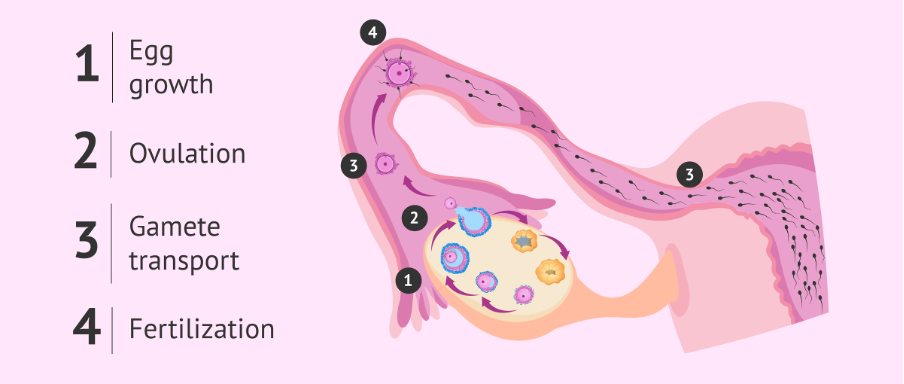 1 Egg
growth
2 Ovulation
3 Gamete
transport
4 Fertilization
4
3
3
2
1